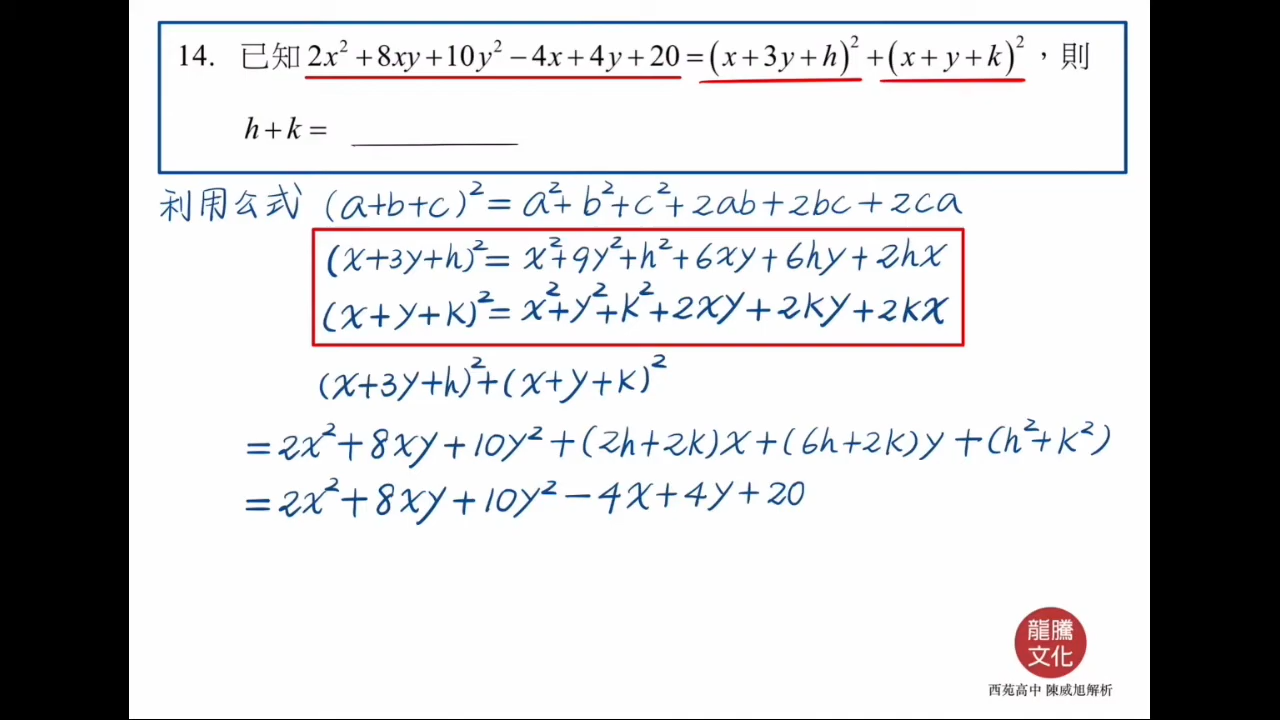 14. 已知 2x² + 8xy + 10y² − 4x + 4y + 20 = (x + 3y + h)² + (x + y + k)²，則
h + k = ________
利用公式 (a+b+c)² = a² + b² + c² + 2ab + 2bc + 2ca
(x+3y+h)² = x² + 9y² + h² + 6xy + 6hy + 2hx
(x+y+k)² = x² + y² + k² + 2xy + 2ky + 2kx
(x+3y+h)² + (x+y+k)²
= 2x² + 8xy + 10y² + (2h+2k)x + (6h+2k)y + (h² + k²)
= 2x² + 8xy + 10y² − 4x + 4y + 20
龍騰
文化
西苑高中 陳威旭解析